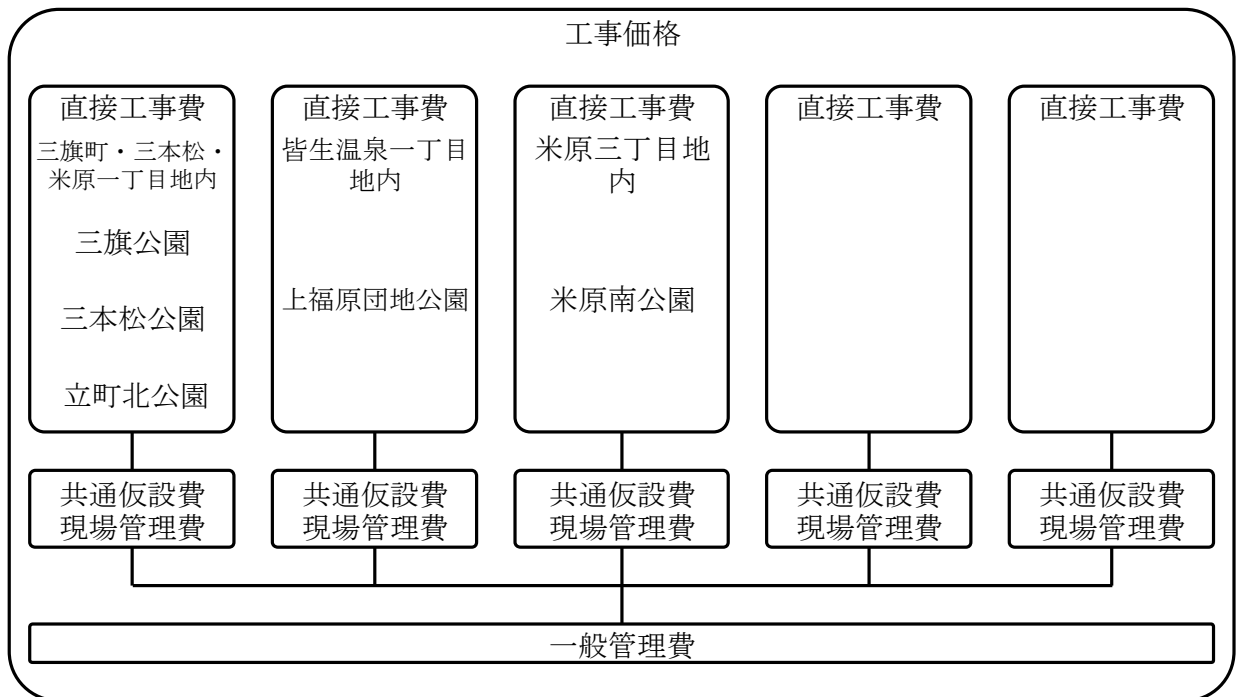 工事価格
直接工事費
三旗町・三本松・
米原一丁目地内
三旗公園
三本松公園
立町北公園
共通仮設費
現場管理費
直接工事費
皆生温泉一丁目
地内
上福原団地公園
共通仮設費
現場管理費
直接工事費
米原三丁目地
内
米原南公園
共通仮設費
現場管理費
直接工事費
共通仮設費
現場管理費
直接工事費
共通仮設費
現場管理費
一般管理費